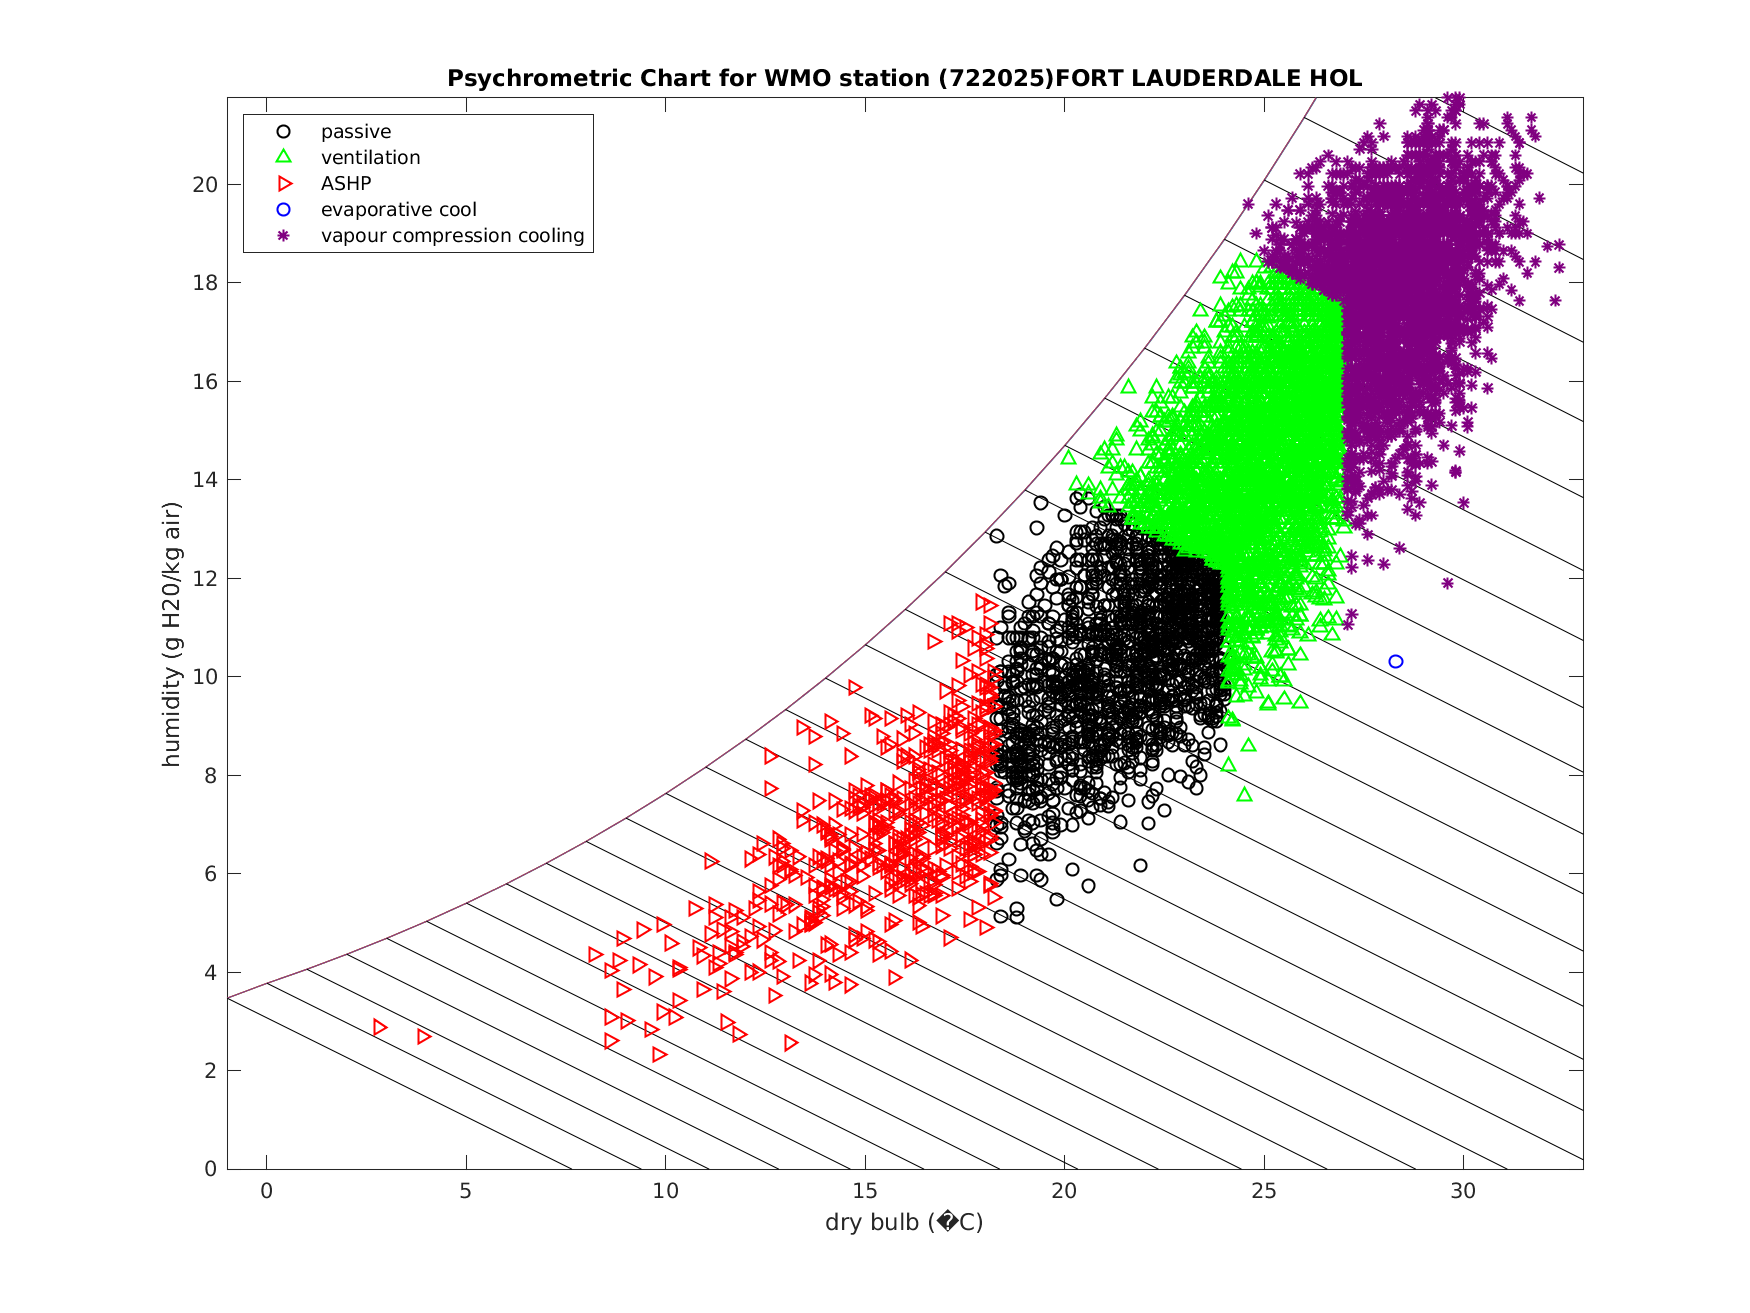 Psychrometric Chart for WMO station (722025)FORT LAUDERDALE HOL
passive
ventilation
ASHP
evaporative cool
vapour compression cooling
humidity (g H20/kg air)
20
18
16
14
12
10
8
6
4
2
0
0 5 10 15 20 25 30
dry bulb (�C)